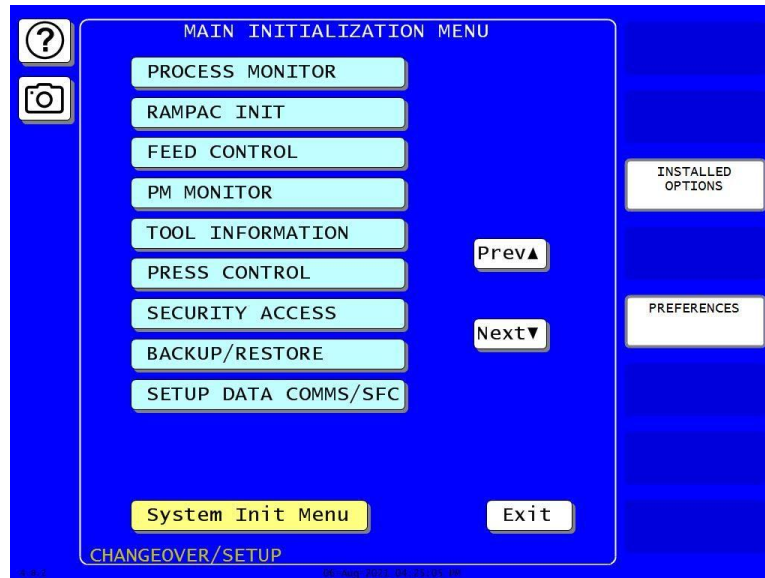 MAIN INITIALIZATION MENU
PROCESS MONITOR
RAMPAC INIT
FEED CONTROL
PM MONITOR
TOOL INFORMATION
PRESS CONTROL
SECURITY ACCESS
BACKUP/RESTORE
SETUP DATA COMMS/SFC
Prev▲
Next▼
System Init Menu
Exit
CHANGEOVER/SETUP
INSTALLED
OPTIONS
PREFERENCES